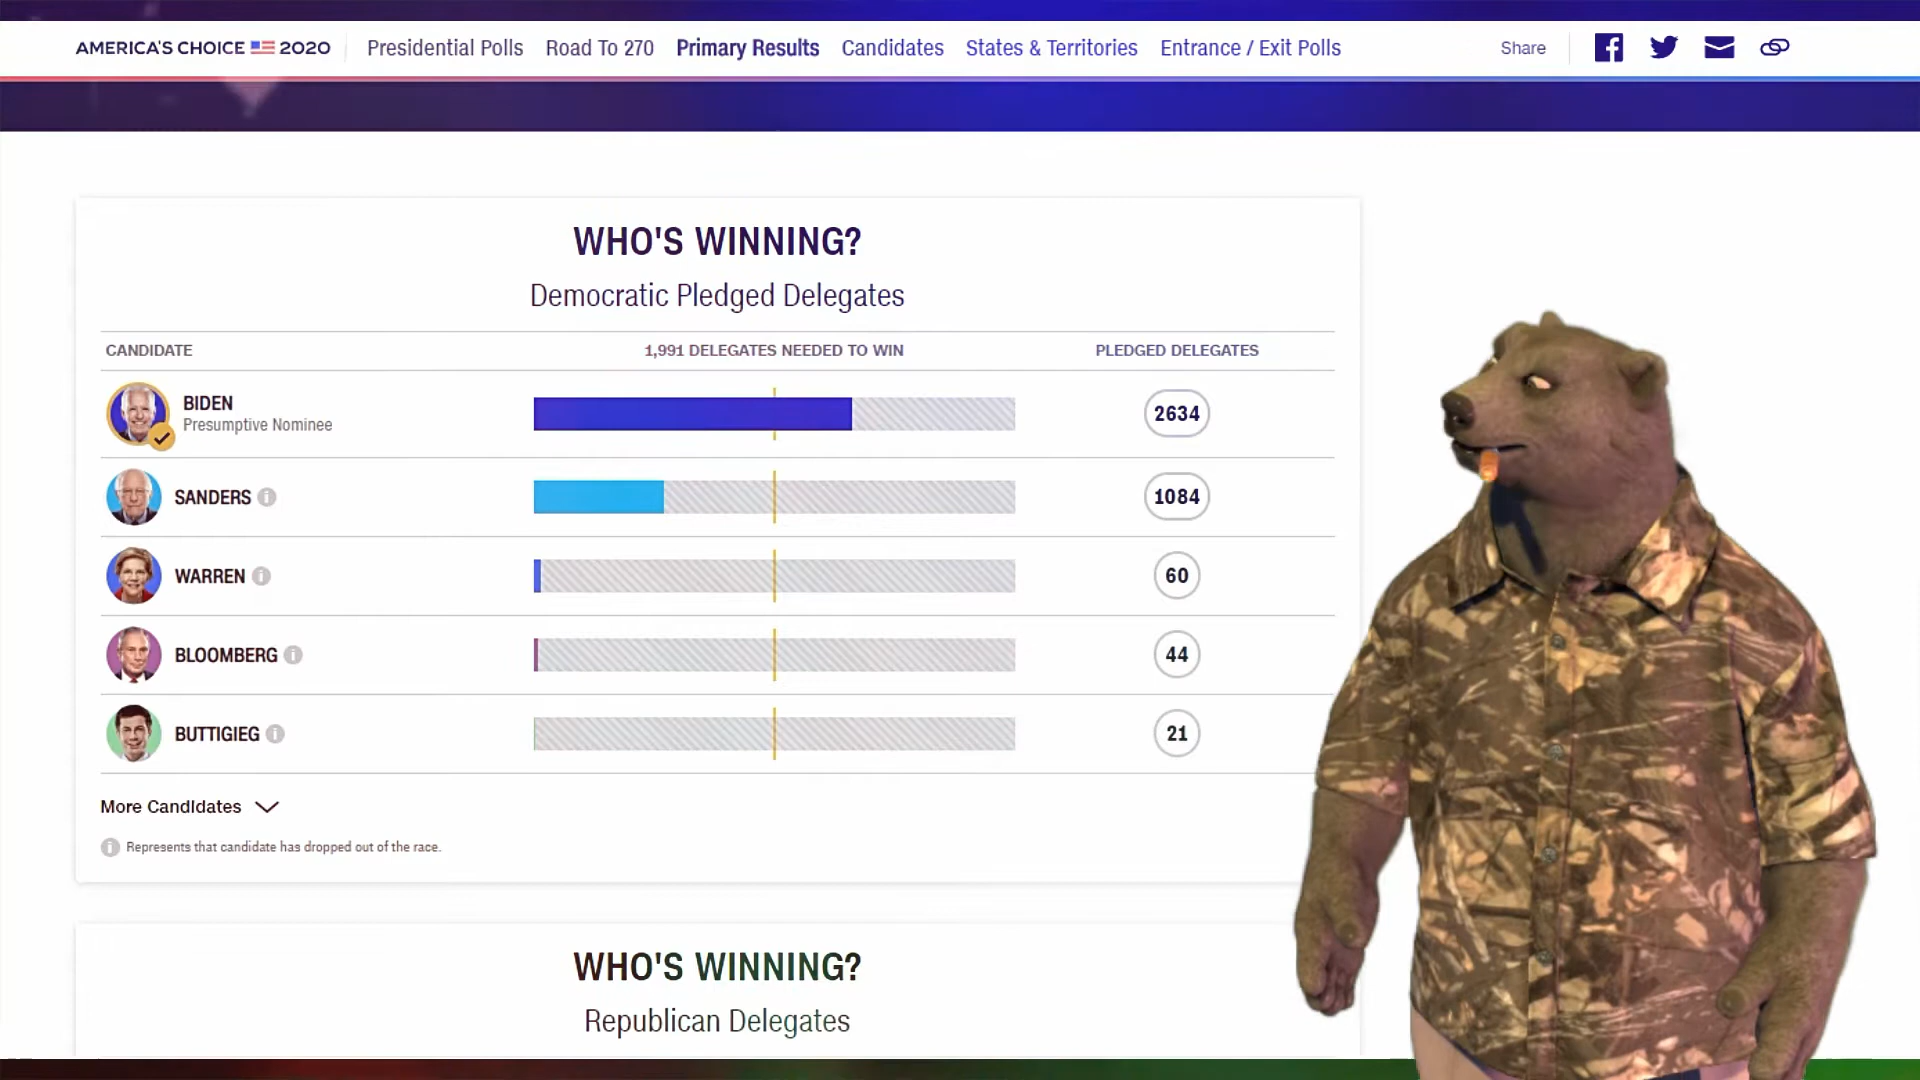 AMERICA'S CHOICE 2020 Presidential Polls Road To 270 Primary Results Candidates States & Territories Entrance / Exit Polls Share
WHO'S WINNING?
Democratic Pledged Delegates
CANDIDATE 1,991 DELEGATES NEEDED TO WIN PLEDGED DELEGATES
BIDEN
Presumptive Nominee
2634
SANDERS 1084
WARREN 60
BLOOMBERG 44
BUTTIGIEG 21
More Candidates
Represents that candidate has dropped out of the race.
WHO'S WINNING?
Republican Delegates